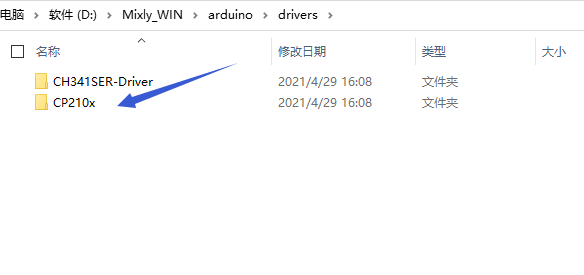 电脑 > 软件 (D:) > Mixly_WIN > arduino > drivers >
名称 修改日期 类型 大小
CH341SER-Driver 2021/4/29 16:08 文件夹
CP210x 2021/4/29 16:08 文件夹